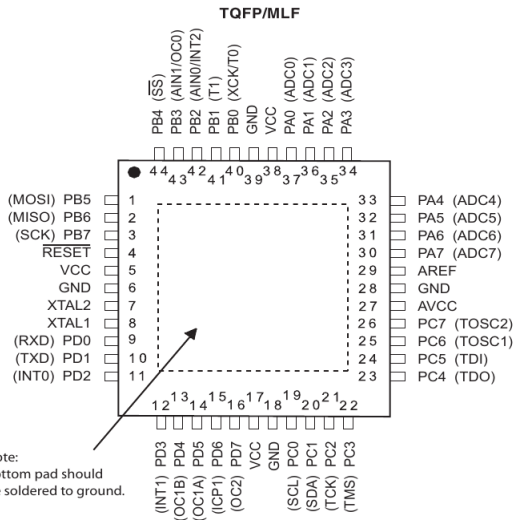 TQFP/MLF
PB4 (SS)
PB3 (AIN1/OC0)
PB2 (AIN0/INT2)
PB1 (T1)
PB0 (XCK/T0)
GND
VCC
PA0 (ADC0)
PA1 (ADC1)
PA2 (ADC2)
PA3 (ADC3)
44 43 42 41 40 39 38 37 36 35 34
(MOSI) PB5 1
(MISO) PB6 2
(SCK) PB7 3
RESET 4
VCC 5
GND 6
XTAL2 7
XTAL1 8
(RXD) PD0 9
(TXD) PD1 10
(INT0) PD2 11
33 PA4 (ADC4)
32 PA5 (ADC5)
31 PA6 (ADC6)
30 PA7 (ADC7)
29 AREF
28 GND
27 AVCC
26 PC7 (TOSC2)
25 PC6 (TOSC1)
24 PC5 (TDI)
23 PC4 (TDO)
12 13 14 15 16 17 18 19 20 21 22
(INT1) PD3
(OC1B) PD4
(OC1A) PD5
(ICP1) PD6
(OC2) PD7
VCC
GND
(SCL) PC0
(SDA) PC1
(TCK) PC2
(TMS) PC3
ote:
ottom pad should
e soldered to ground.